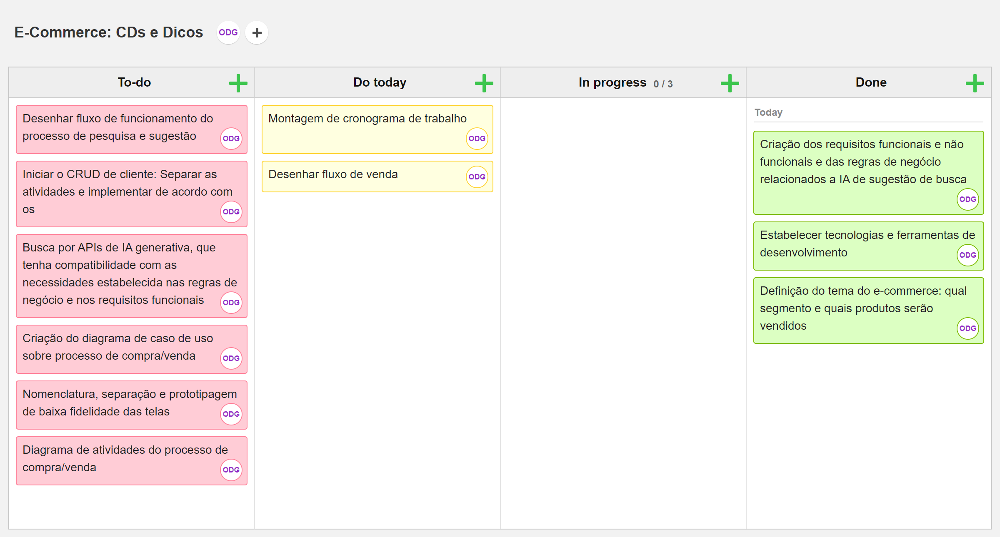 E-Commerce: CDs e Dicos
ODG
To-do
Desenhar fluxo de funcionamento do
processo de pesquisa e sugestão
ODG
Iniciar o CRUD de cliente: Separar as
atividades e implementar de acordo com
os
ODG
Busca por APIs de IA generativa, que
tenha compatibilidade com as
necessidades estabelecida nas regras de
negócio e nos requisitos funcionais
ODG
Criação do diagrama de caso de uso
sobre processo de compra/venda
ODG
Nomenclatura, separação e prototipagem
de baixa fidelidade das telas
ODG
Diagrama de atividades do processo de
compra/venda
ODG
Do today
Montagem de cronograma de trabalho
ODG
Desenhar fluxo de venda
ODG
In progress 0 / 3
Done
Today
Criação dos requisitos funcionais e não
funcionais e das regras de negócio
relacionados a IA de sugestão de busca
ODG
Estabelecer tecnologias e ferramentas de
desenvolvimento
ODG
Definição do tema do e-commerce: qual
segmento e quais produtos serão
vendidos
ODG